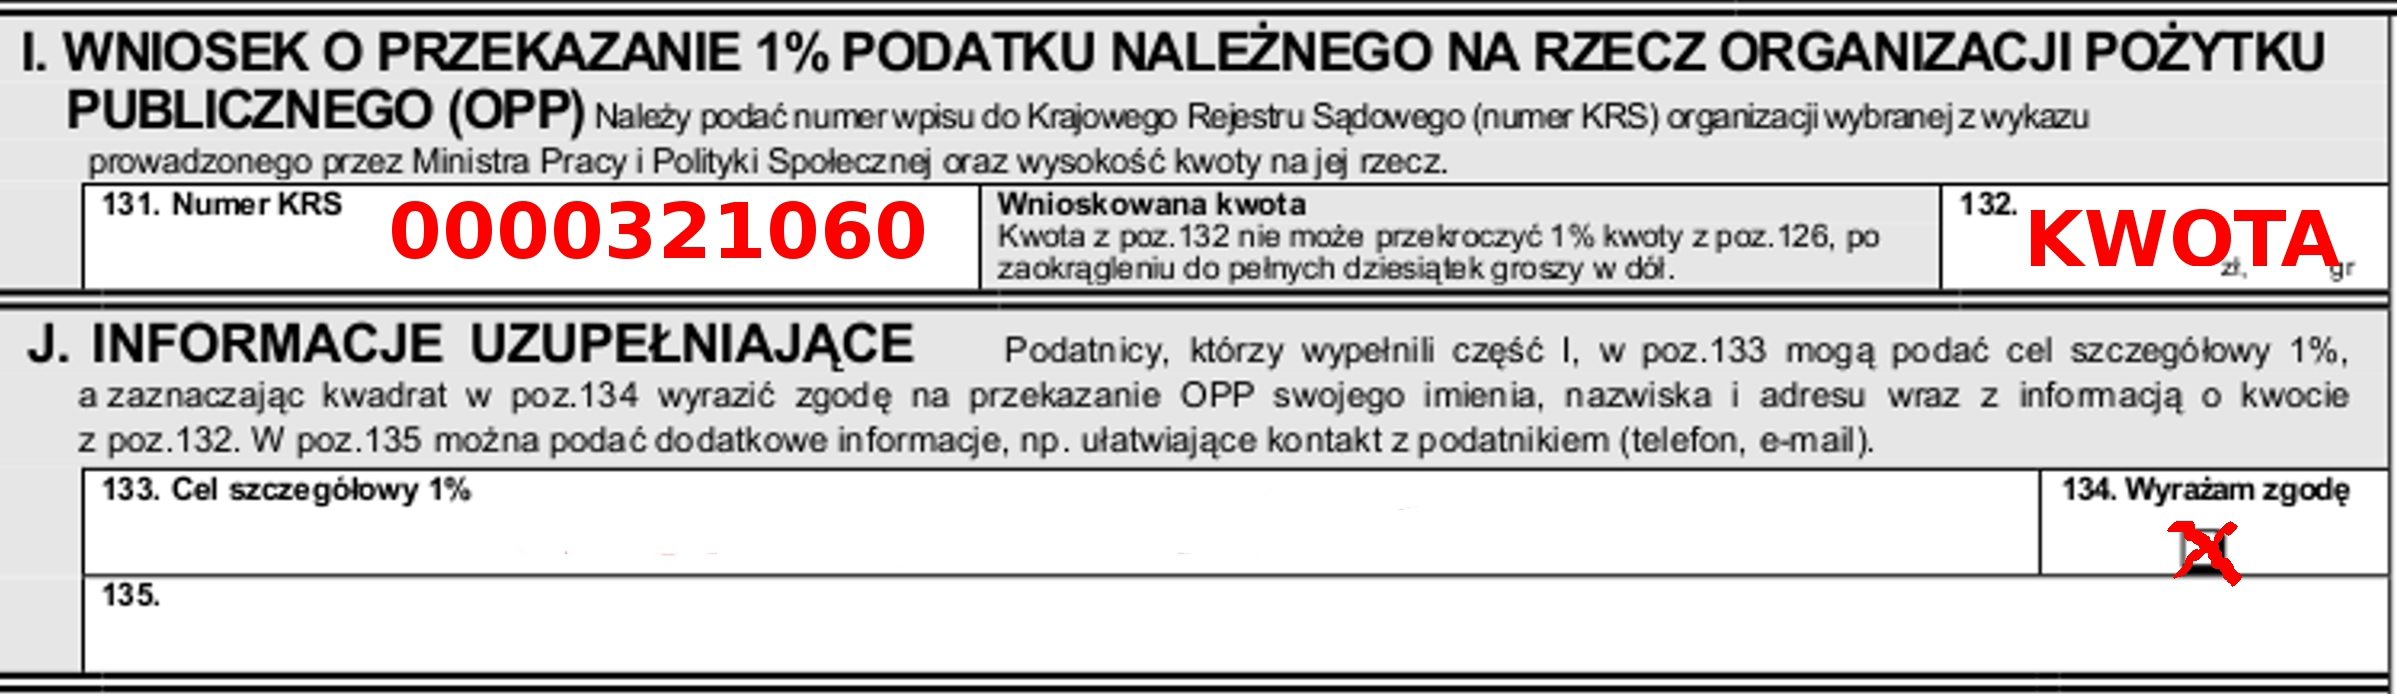 I. WNIOSEK O PRZEKAZANIE 1% PODATKU NALEŻNEGO NA RZECZ ORGANIZACJI POŻYTKU
PUBLICZNEGO (OPP) Należy podać numer wpisu do Krajowego Rejestru Sądowego (numer KRS) organizacji wybranej z wykazu
prowadzonego przez Ministra Pracy i Polityki Społecznej oraz wysokość kwoty na jej rzecz.
131. Numer KRS 0000321060
Wnioskowana kwota
Kwota z poz.132 nie może przekroczyć 1% kwoty z poz.126, po
zaokrągleniu do pełnych dziesiątek groszy w dół.
132. KWOTA
zł, gr
J. INFORMACJE UZUPEŁNIAJĄCE Podatnicy, którzy wypełnili część I, w poz.133 mogą podać cel szczegółowy 1%,
a zaznaczając kwadrat w poz.134 wyrazić zgodę na przekazanie OPP swojego imienia, nazwiska i adresu wraz z informacją o kwocie
z poz.132. W poz.135 można podać dodatkowe informacje, np. ułatwiające kontakt z podatnikiem (telefon, e-mail).
133. Cel szczegółowy 1%
134. Wyrażam zgodę
135.